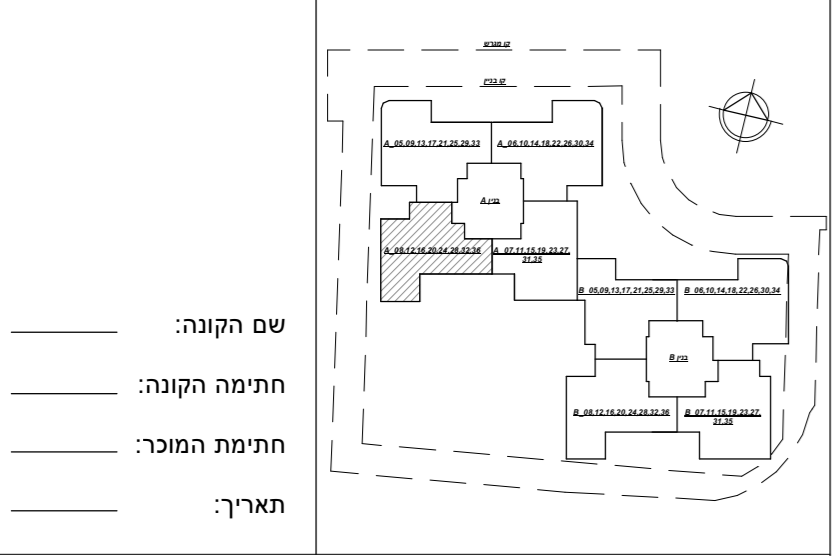 קו מגרש
קו בניין
A_05,09,13,17,21,25,29,33
A_06,10,14,18,22,26,30,34
בניין A
A_08,12,16,20,24,28,32,36
A_07,11,15,19,23,27,
31,35
B_05,09,13,17,21,25,29,33
B_06,10,14,18,22,26,30,34
בניין B
B_08,12,16,20,24,28,32,36
B_07,11,15,19,23,27,
31,35
שם הקונה: ____________
חתימה הקונה: ____________
חתימת המוכר: ____________
תאריך: ____________